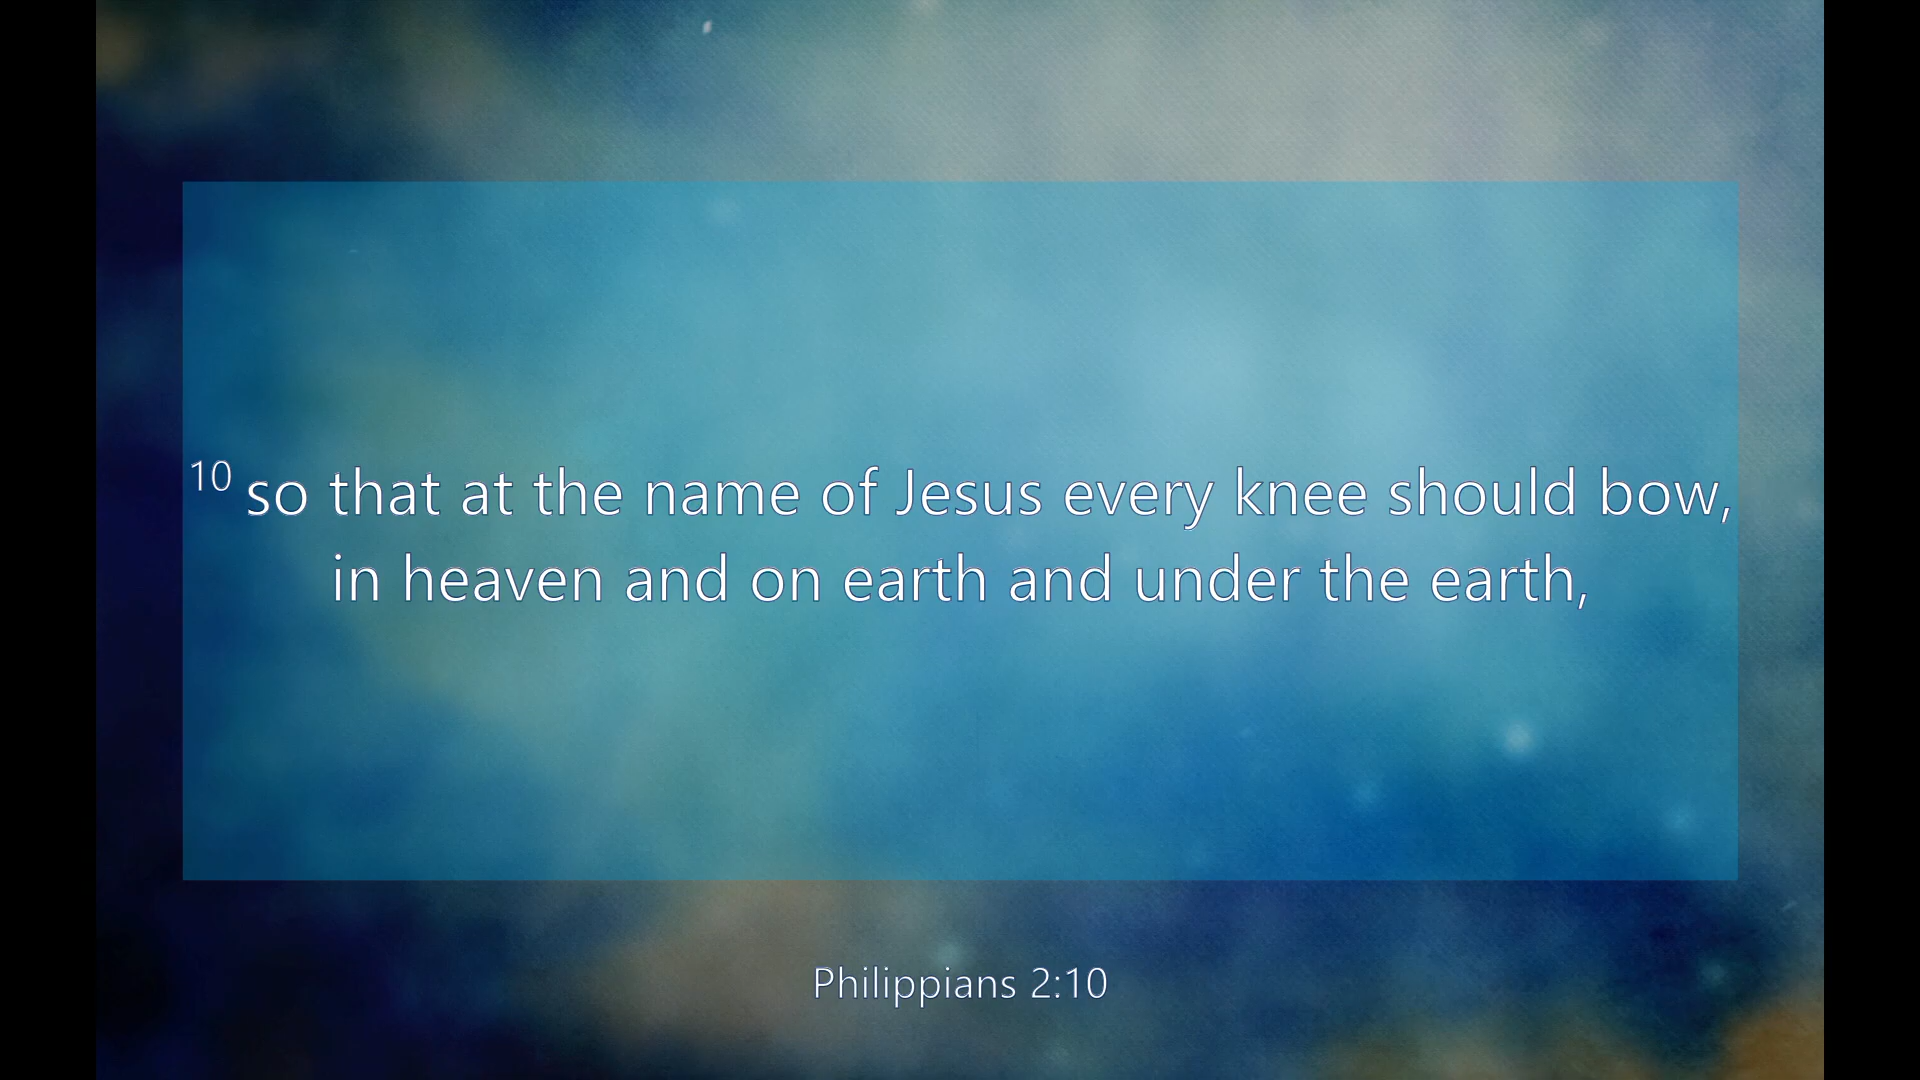 10 so that at the name of Jesus every knee should bow,
in heaven and on earth and under the earth,
Philippians 2:10